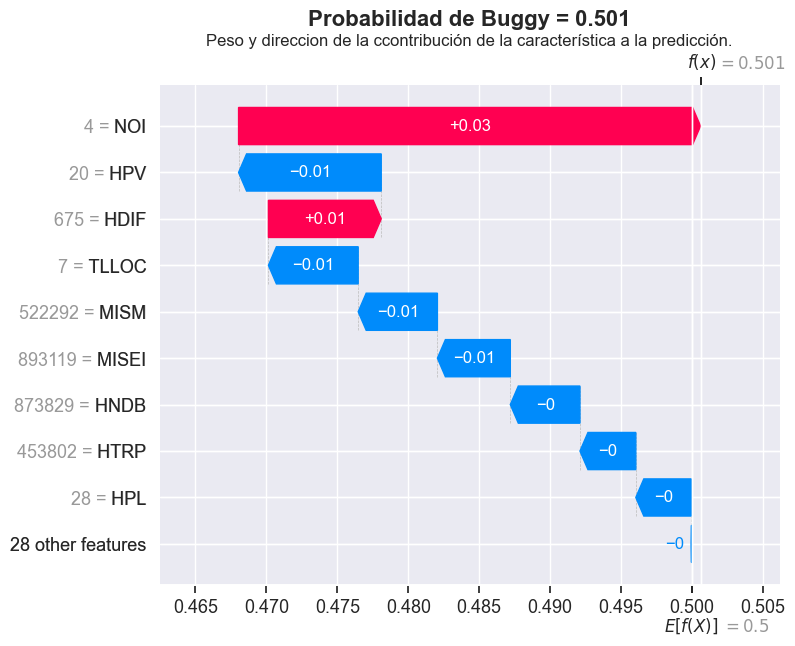 Probabilidad de Buggy = 0.501
Peso y direccion de la ccontribución de la característica a la predicción.
f(x) = 0.501
4 = NOI
+0.03
20 = HPV
−0.01
675 = HDIF
+0.01
7 = TLLOC
−0.01
522292 = MISM
−0.01
893119 = MISEI
−0.01
873829 = HNDB
−0
453802 = HTRP
−0
28 = HPL
−0
28 other features
−0
0.465 0.470 0.475 0.480 0.485 0.490 0.495 0.500 0.505
E[f(X)] = 0.5